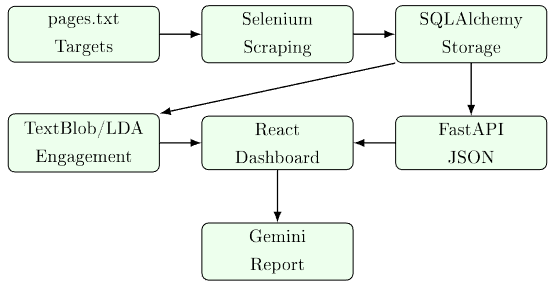 pages.txt
Targets
Selenium
Scraping
SQLAlchemy
Storage
TextBlob/LDA
Engagement
React
Dashboard
FastAPI
JSON
Gemini
Report